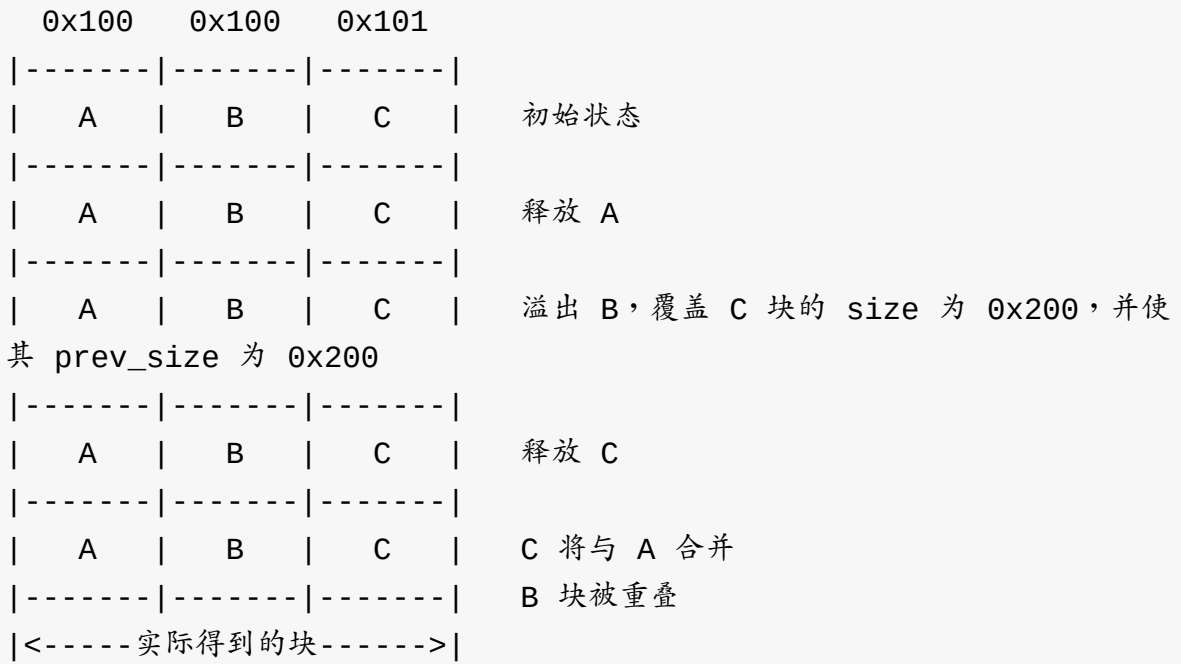 0x100 0x100 0x101
|-------|-------|-------|
| A | B | C | 初始状态
|-------|-------|-------|
| A | B | C | 释放 A
|-------|-------|-------|
| A | B | C | 溢出 B，覆盖 C 块的 size 为 0x200，并使
其 prev_size 为 0x200
|-------|-------|-------|
| A | B | C | 释放 C
|-------|-------|-------|
| A | B | C | C 将与 A 合并
|-------|-------|-------| B 块被重叠
|<-----实际得到的块------>|